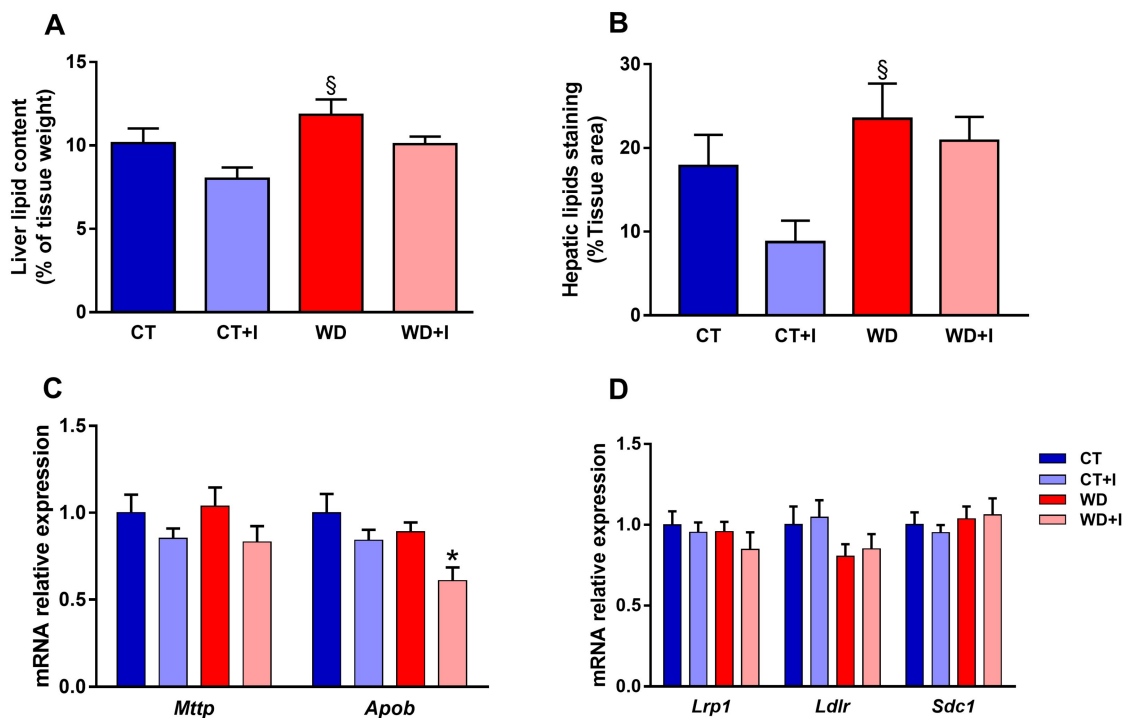 A
Liver lipid content
(% of tissue weight)
15
10
5
0
§
CT
CT+I
WD
WD+I
B
Hepatic lipids staining
(%Tissue area)
30
20
10
0
§
CT
CT+I
WD
WD+I
C
mRNA relative expression
1.5
1.0
0.5
0.0
*
Mttp
Apob
D
mRNA relative expression
1.5
1.0
0.5
0.0
Lrp1
Ldlr
Sdc1
CT
CT+I
WD
WD+I